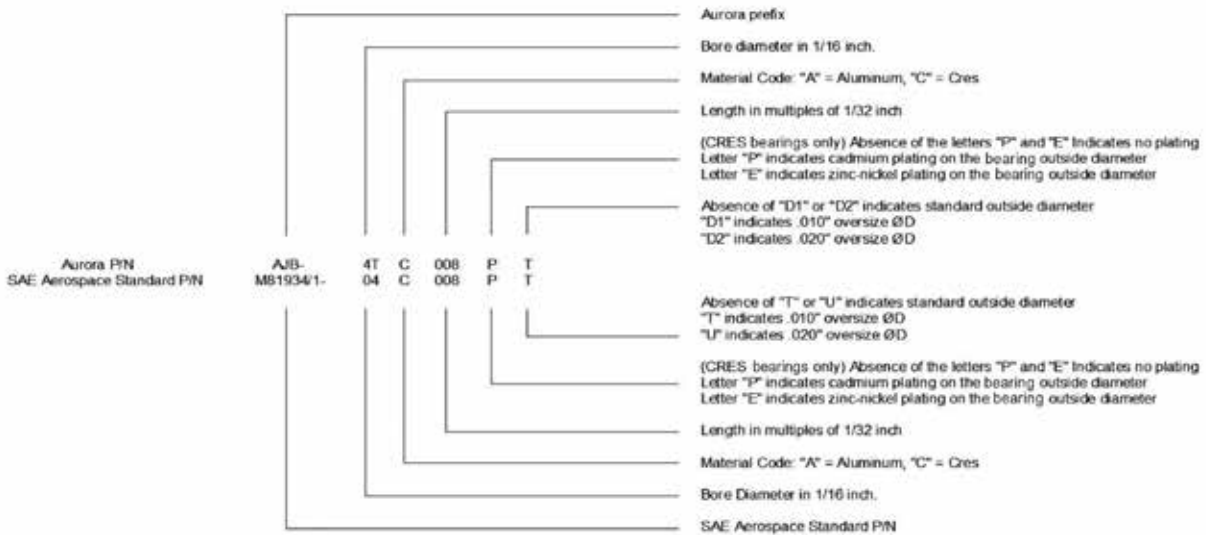 Aurora prefix
Bore diameter in 1/16 inch.
Material Code: "A" = Aluminum, "C" = Cres
Length in multiples of 1/32 inch
(CRES bearings only) Absence of the letters "P" and "E" Indicates no plating
Letter "P" indicates cadmium plating on the bearing outside diameter
Letter "E" indicates zinc-nickel plating on the bearing outside diameter
Absence of "D1" or "D2" indicates standard outside diameter
"D1" indicates .010" oversize ØD
"D2" indicates .020" oversize ØD
Aurora P/N AJB- 4T C 008 P T
SAE Aerospace Standard P/N M81934/1- 04 C 008 P T
Absence of "T" or "U" indicates standard outside diameter
"T" indicates .010" oversize ØD
"U" indicates .020" oversize ØD
(CRES bearings only) Absence of the letters "P" and "E" Indicates no plating
Letter "P" indicates cadmium plating on the bearing outside diameter
Letter "E" indicates zinc-nickel plating on the bearing outside diameter
Length in multiples of 1/32 inch
Material Code: "A" = Aluminum, "C" = Cres
Bore Diameter in 1/16 inch.
SAE Aerospace Standard P/N